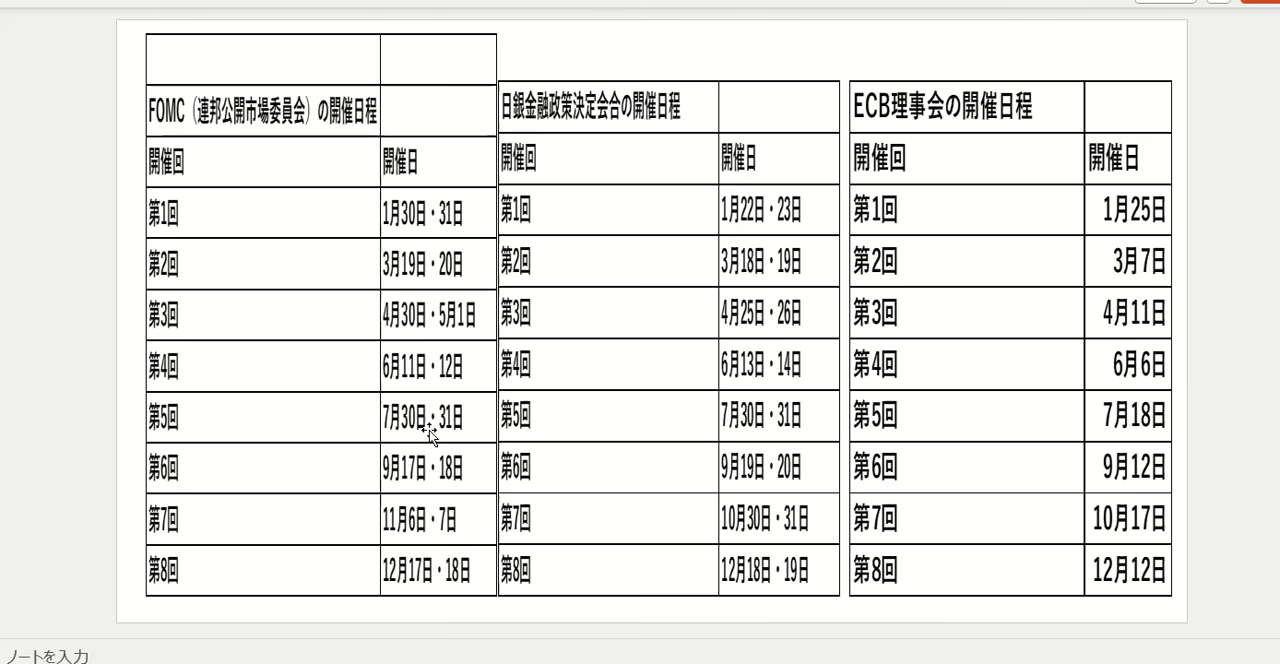 FOMC（連邦公開市場委員会）の開催日程
開催回 開催日
第1回 1月30日・31日
第2回 3月19日・20日
第3回 4月30日・5月1日
第4回 6月11日・12日
第5回 7月30日・31日
第6回 9月17日・18日
第7回 11月6日・7日
第8回 12月17日・18日
日銀金融政策決定会合の開催日程
開催回 開催日
第1回 1月22日・23日
第2回 3月18日・19日
第3回 4月25日・26日
第4回 6月13日・14日
第5回 7月30日・31日
第6回 9月19日・20日
第7回 10月30日・31日
第8回 12月18日・19日
ECB理事会の開催日程
開催回 開催日
第1回 1月25日
第2回 3月7日
第3回 4月11日
第4回 6月6日
第5回 7月18日
第6回 9月12日
第7回 10月17日
第8回 12月12日
ノートを入力